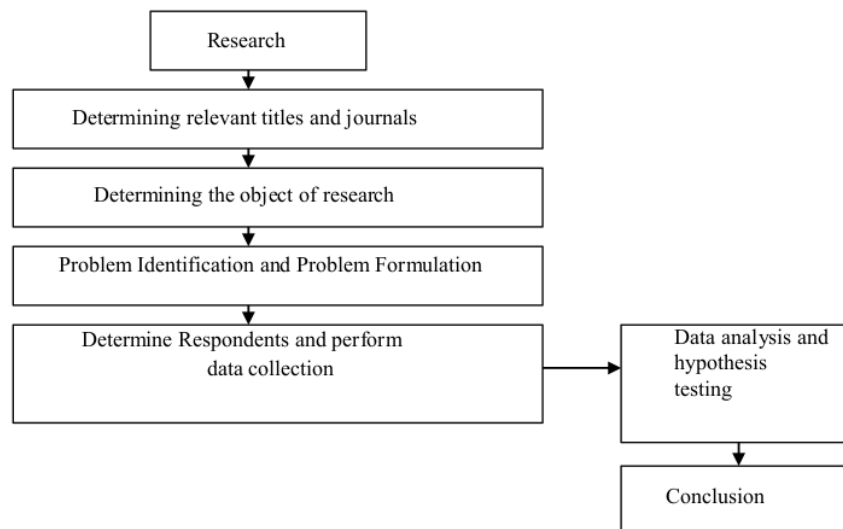 Research
Determining relevant titles and journals
Determining the object of research
Problem Identification and Problem Formulation
Determine Respondents and perform
data collection
Data analysis and
hypothesis
testing
Conclusion